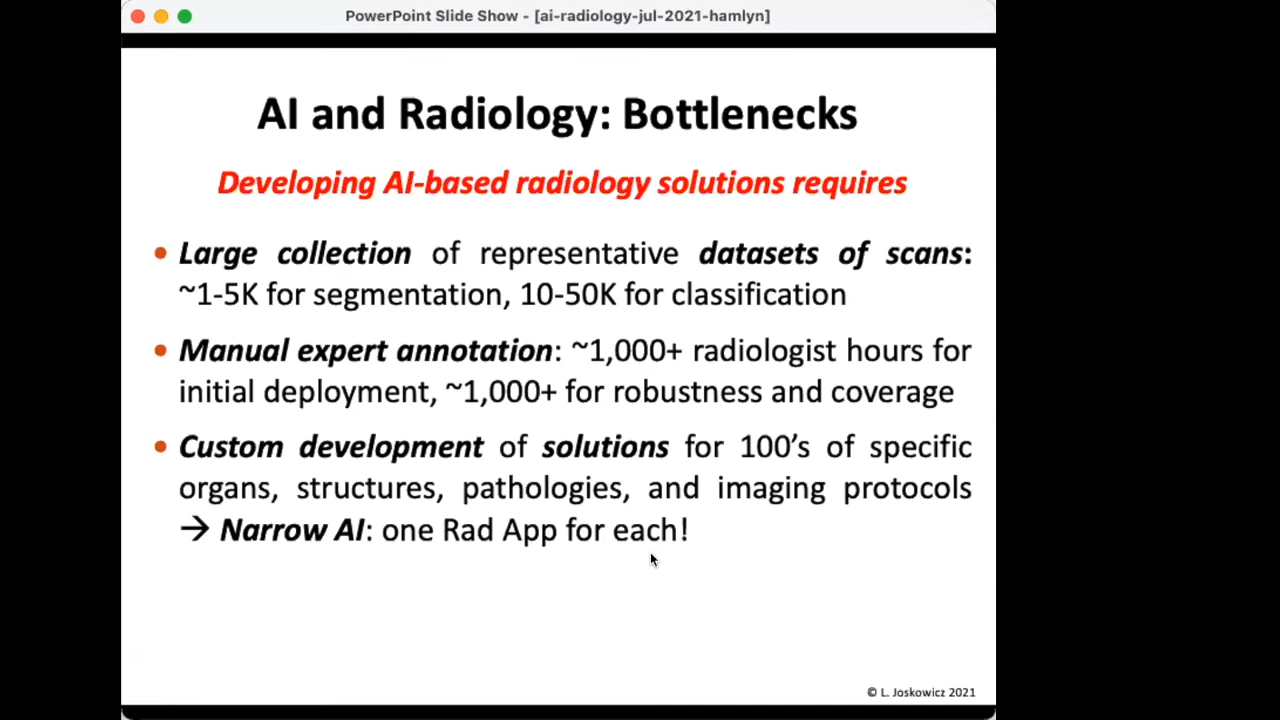 PowerPoint Slide Show - [ai-radiology-jul-2021-hamlyn]
AI and Radiology: Bottlenecks
Developing AI-based radiology solutions requires
• Large collection of representative datasets of scans:
~1-5K for segmentation, 10-50K for classification
• Manual expert annotation: ~1,000+ radiologist hours for
initial deployment, ~1,000+ for robustness and coverage
• Custom development of solutions for 100’s of specific
organs, structures, pathologies, and imaging protocols
→ Narrow AI: one Rad App for each!
© L. Joskowicz 2021